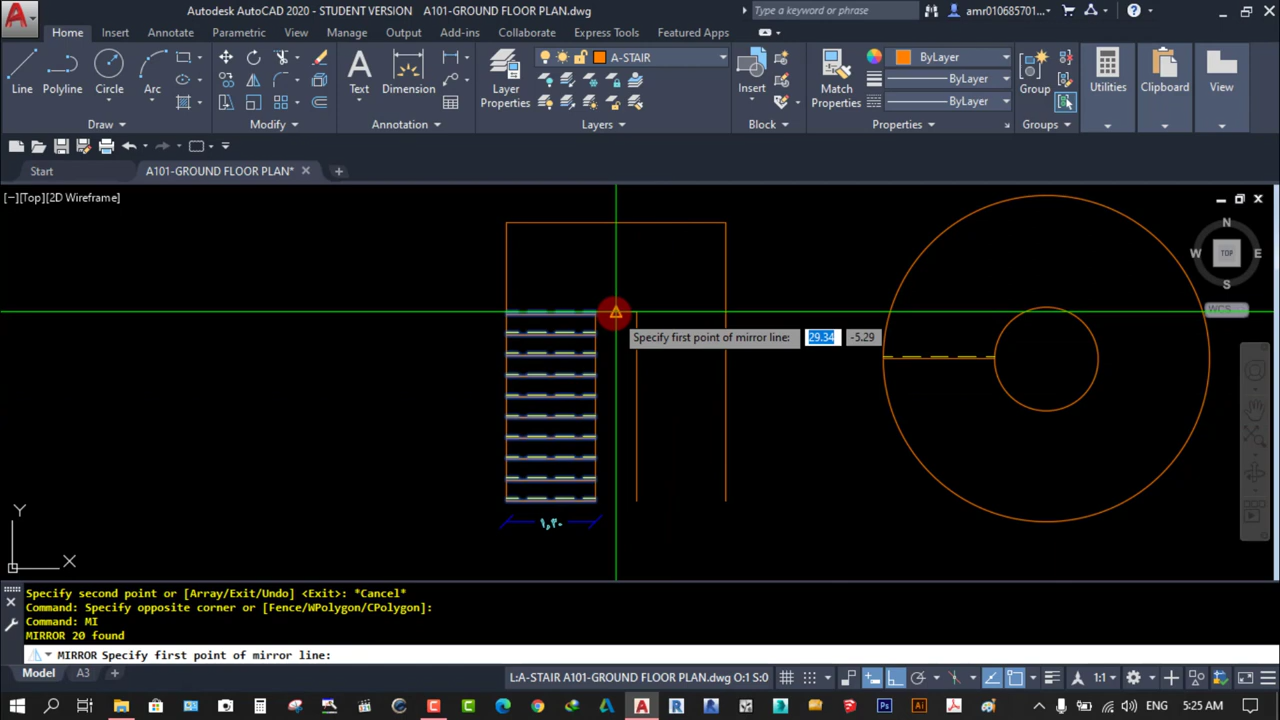 Autodesk AutoCAD 2020 - STUDENT VERSION A101-GROUND FLOOR PLAN.dwg
Type a keyword or phrase
amr010685701...
Home Insert Annotate Parametric View Manage Output Add-ins Collaborate Express Tools Featured Apps
A-STAIR
ByLayer
ByLayer
ByLayer
Line Polyline Circle Arc
Text Dimension
Layer Properties
Insert
Match Properties
Group
Utilities
Clipboard
View
Draw Modify Annotation Layers Block Properties Groups
Start A101-GROUND FLOOR PLAN*
[−][Top][2D Wireframe]
N
W TOP E
S
WCS
Specify first point of mirror line: 29.34 -5.29
١,٢٠
Y
X
Specify second point or [Array/Exit/Undo] <Exit>: *Cancel*
Command: Specify opposite corner or [Fence/WPolygon/CPolygon]:
Command: MI
MIRROR 20 found
MIRROR Specify first point of mirror line:
Model A3
L:A-STAIR A101-GROUND FLOOR PLAN.dwg O:1 S:0
1:1
5:25 AM